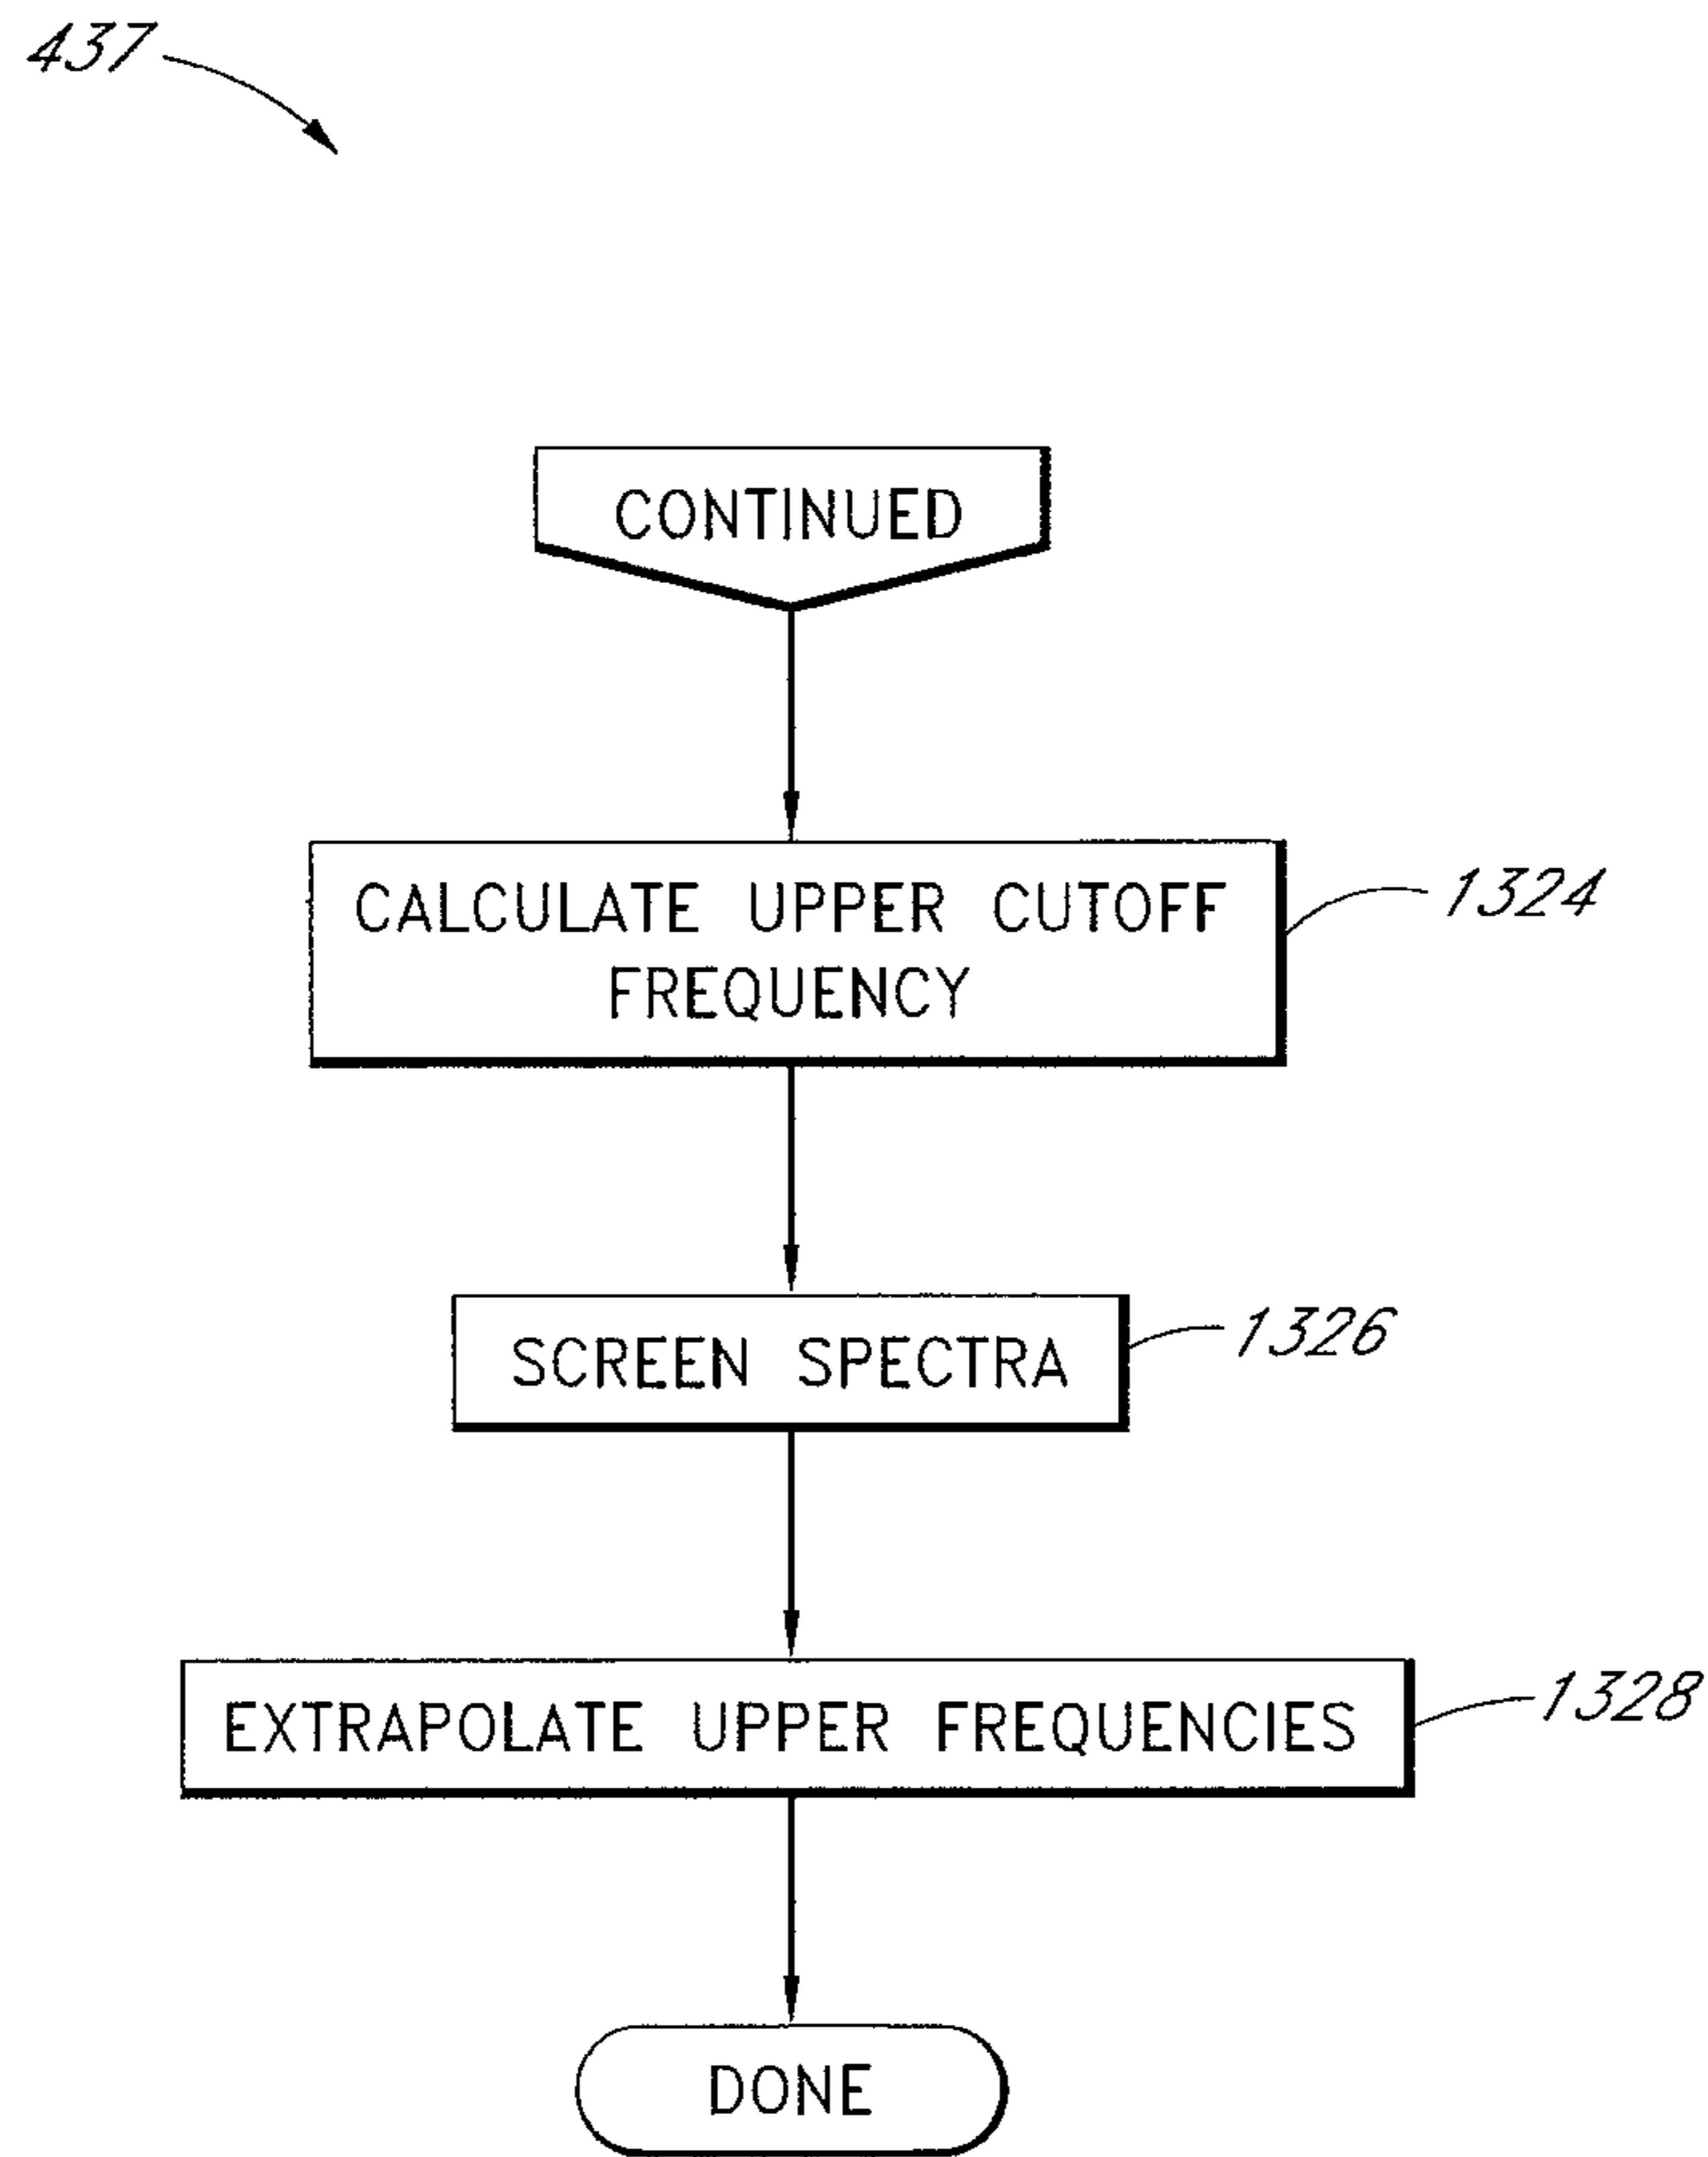 437
CONTINUED
CALCULATE UPPER CUTOFF
FREQUENCY
1324
SCREEN SPECTRA
1326
EXTRAPOLATE UPPER FREQUENCIES
1328
DONE